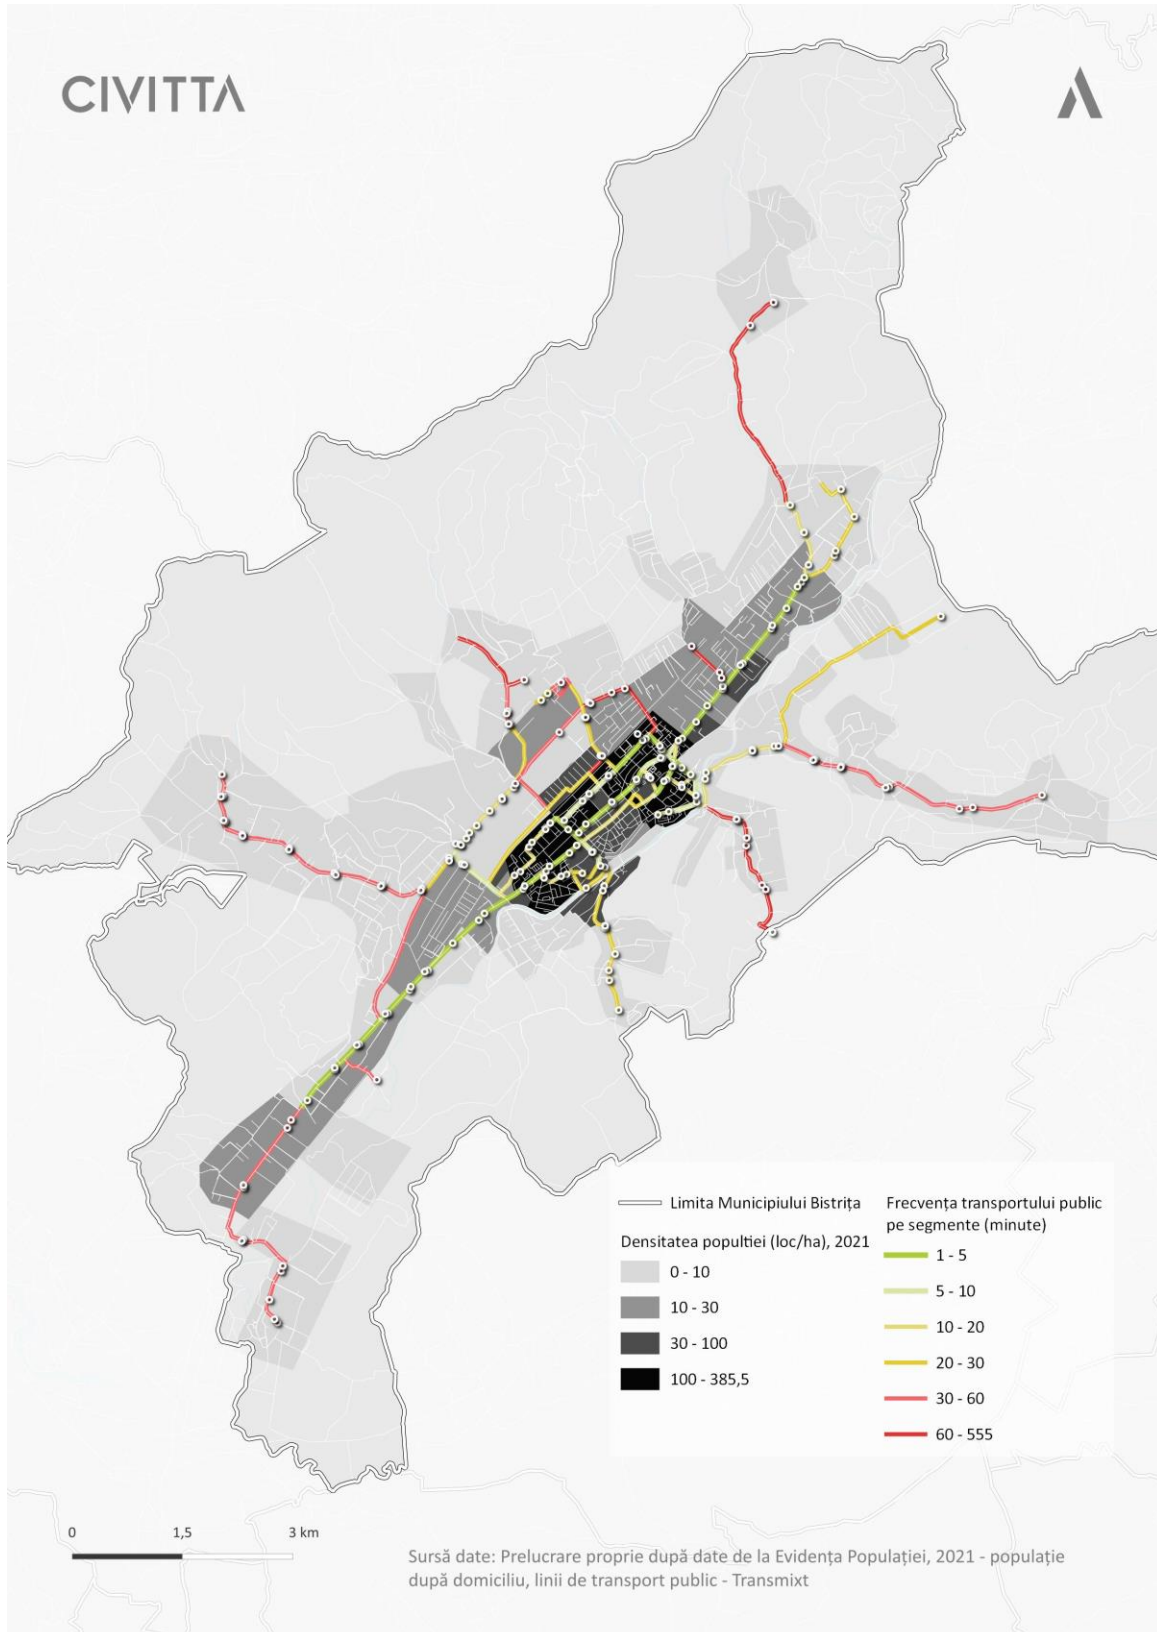 CIVITTA
Limita Municipiului Bistrița
Densitatea popultiei (loc/ha), 2021
0 - 10
10 - 30
30 - 100
100 - 385,5
Frecvența transportului public
pe segmente (minute)
1 - 5
5 - 10
10 - 20
20 - 30
30 - 60
60 - 555
0 1,5 3 km
Sursă date: Prelucrare proprie după date de la Evidența Populației, 2021 - populație
după domiciliu, linii de transport public - Transmixt